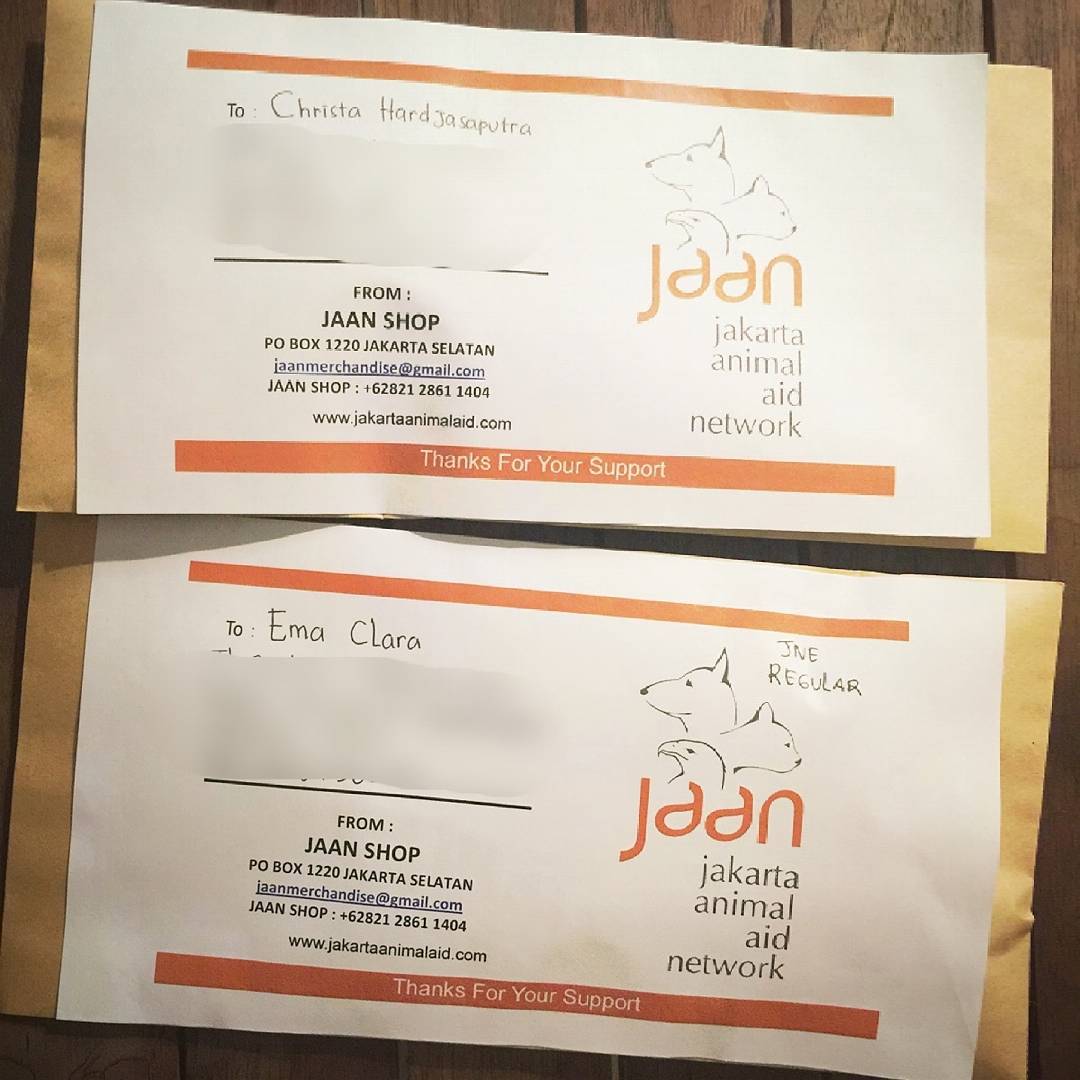 To : Christa Hardjasaputra
FROM :
JAAN SHOP
PO BOX 1220 JAKARTA SELATAN
jaanmerchandise@gmail.com
JAAN SHOP : +62821 2861 1404
www.jakartaanimalaid.com
jaan
jakarta
animal
aid
network
Thanks For Your Support
To : Ema Clara
JNE
REGULAR
FROM :
JAAN SHOP
PO BOX 1220 JAKARTA SELATAN
jaanmerchandise@gmail.com
JAAN SHOP : +62821 2861 1404
www.jakartaanimalaid.com
jaan
jakarta
animal
aid
network
Thanks For Your Support